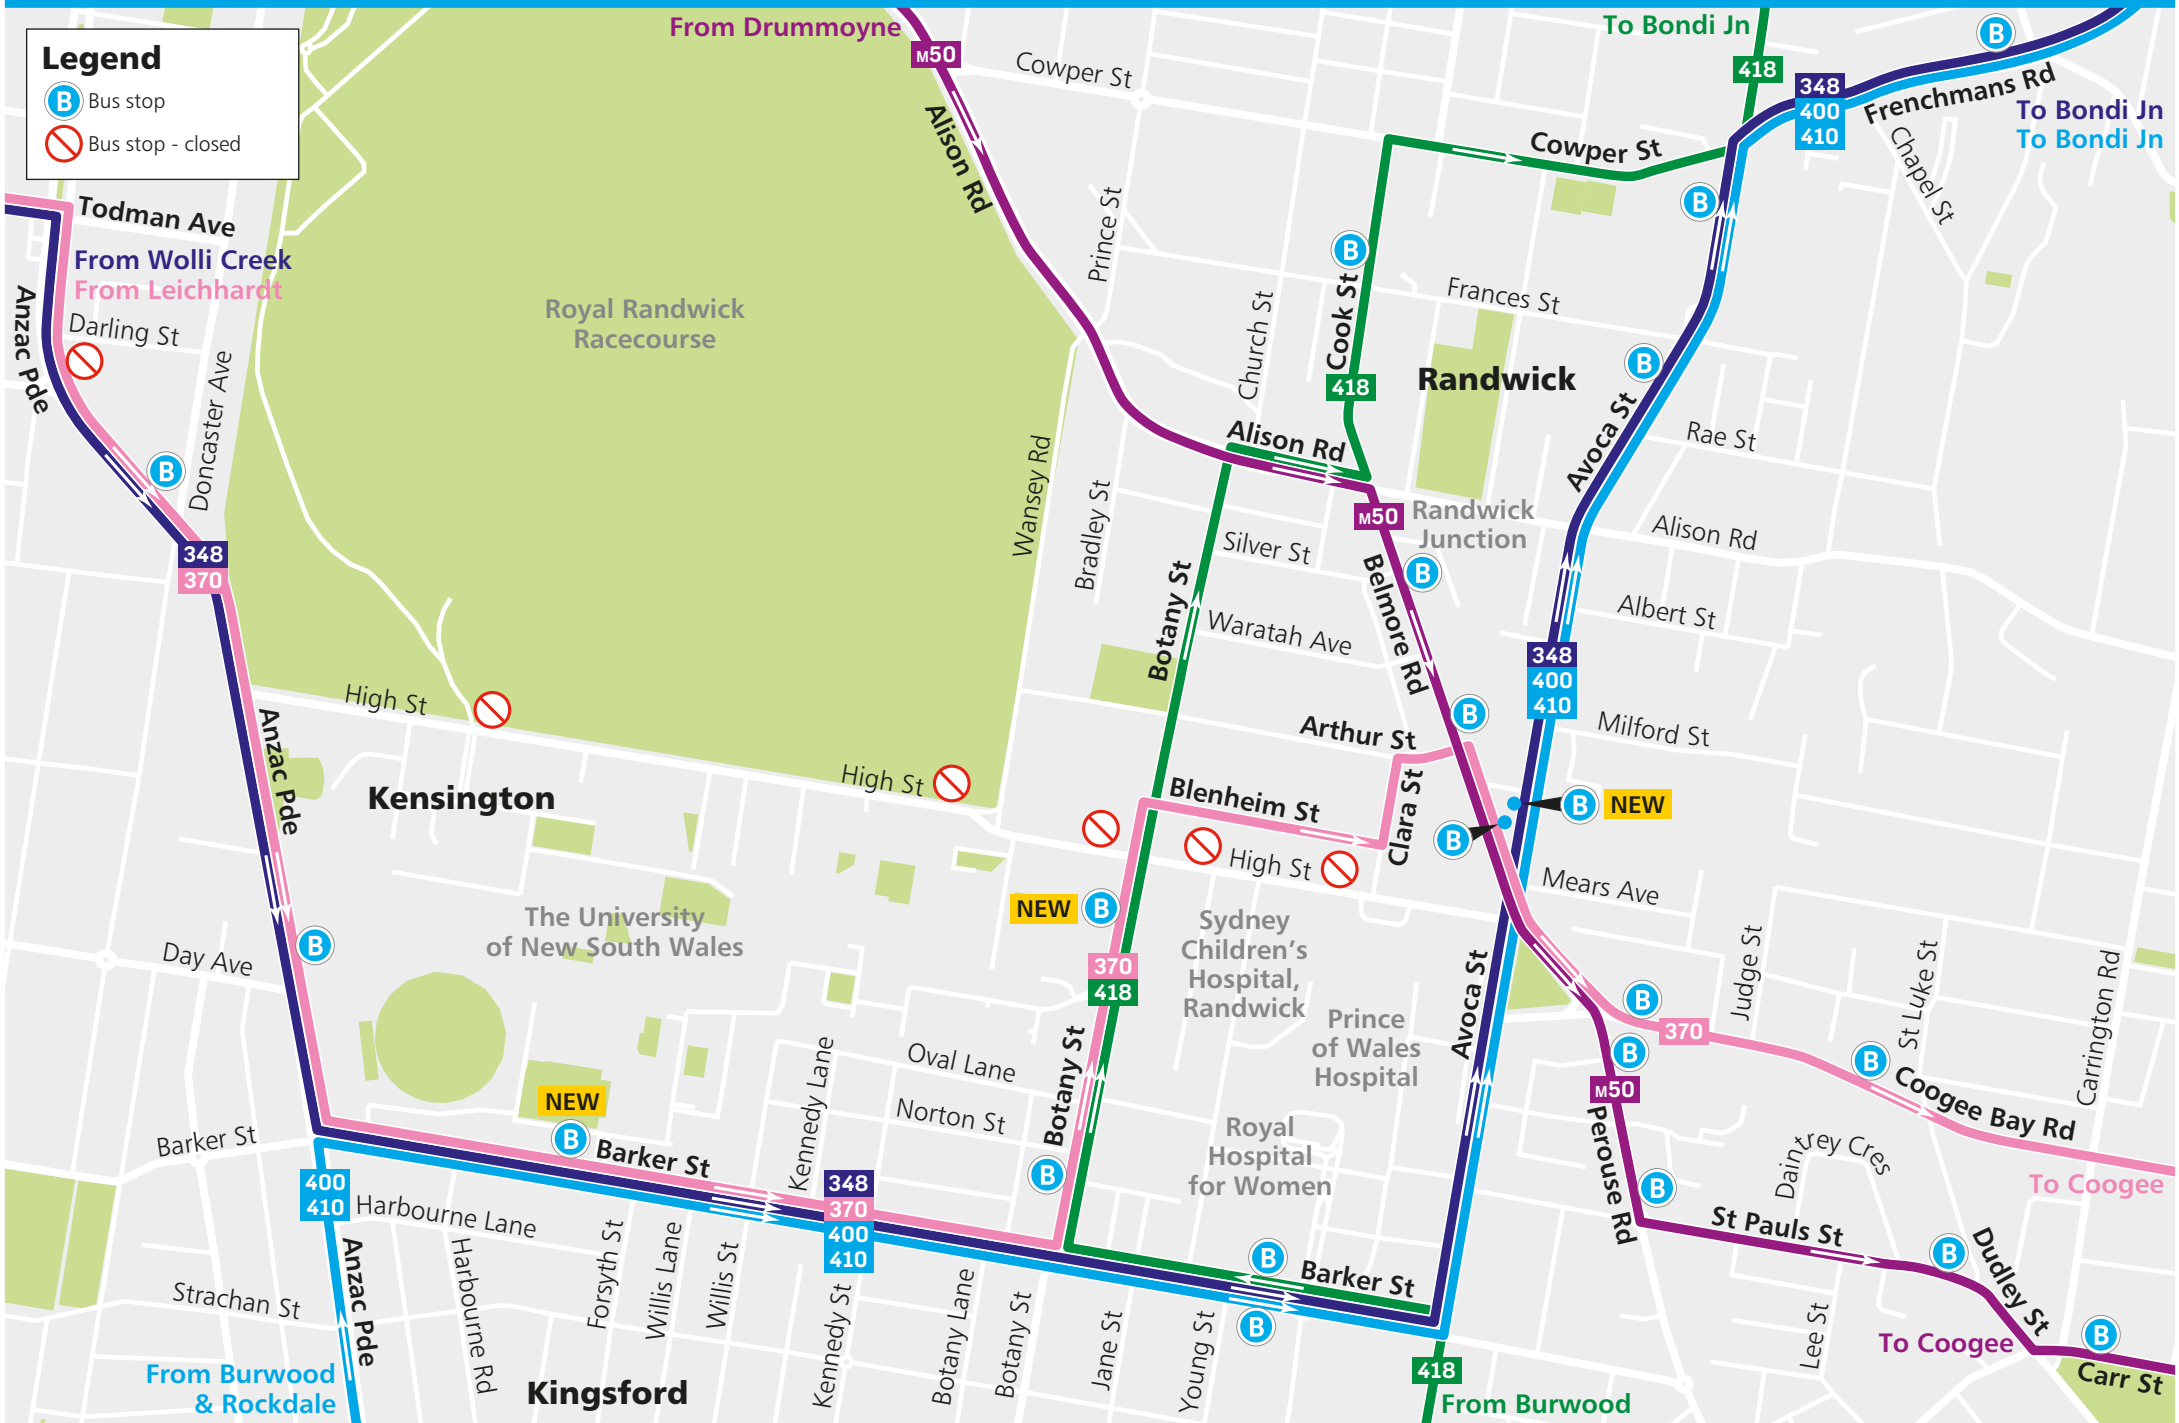 From Drummoyne
M50
To Bondi Jn
418
B
Legend
B Bus stop
Bus stop - closed
Cowper St
348
400
410
Frenchmans Rd
To Bondi Jn
To Bondi Jn
Alison Rd
Cowper St
Chapel St
Todman Ave
From Wolli Creek
From Leichhardt
Prince St
B
B
Anzac Pde
Darling St
Royal Randwick
Racecourse
Church St
Cook St
Frances St
418
Randwick
B
Doncaster Ave
Avoca St
Rae St
Alison Rd
B
Wansey Rd
Bradley St
M50
Randwick
Junction
Alison Rd
Silver St
348
370
B
Botany St
Belmore Rd
Waratah Ave
Albert St
348
400
410
High St
Arthur St
B
Milford St
Anzac Pde
Kensington
High St
Blenheim St
Clara St
B NEW
B
High St
Mears Ave
NEW B
The University
of New South Wales
Sydney
Children's
Hospital,
Randwick
Day Ave
B
370
418
Avoca St
Judge St
St Luke St
Carrington Rd
B
370
Prince
of Wales
Hospital
B
B
Oval Lane
Botany St
Kennedy Lane
M50
Coogee Bay Rd
NEW
B
Norton St
Barker St
Barker St
Royal
Hospital
for Women
Perouse Rd
Daintrey Cres
B
B
To Coogee
400
410
348
370
400
410
Harbourne Lane
St Pauls St
B
Dudley St
B
Barker St
Anzac Pde
Harbourne Rd
Forsyth St
Willis Lane
Willis St
Strachan St
Kennedy St
Botany Lane
Botany St
Jane St
Young St
B
Lee St
B
To Coogee
From Burwood
& Rockdale
Kingsford
418
From Burwood
Carr St